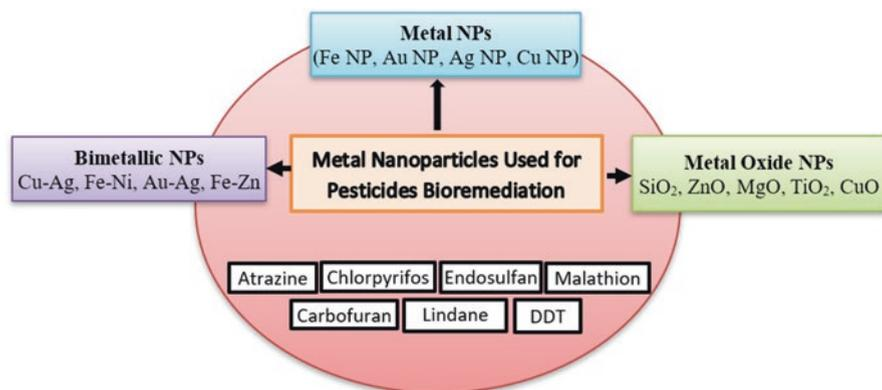 Metal NPs
(Fe NP, Au NP, Ag NP, Cu NP)
Bimetallic NPs
Cu-Ag, Fe-Ni, Au-Ag, Fe-Zn
Metal Nanoparticles Used for
Pesticides Bioremediation
Metal Oxide NPs
SiO₂, ZnO, MgO, TiO₂, CuO
Atrazine Chlorpyrifos Endosulfan Malathion
Carbofuran Lindane DDT